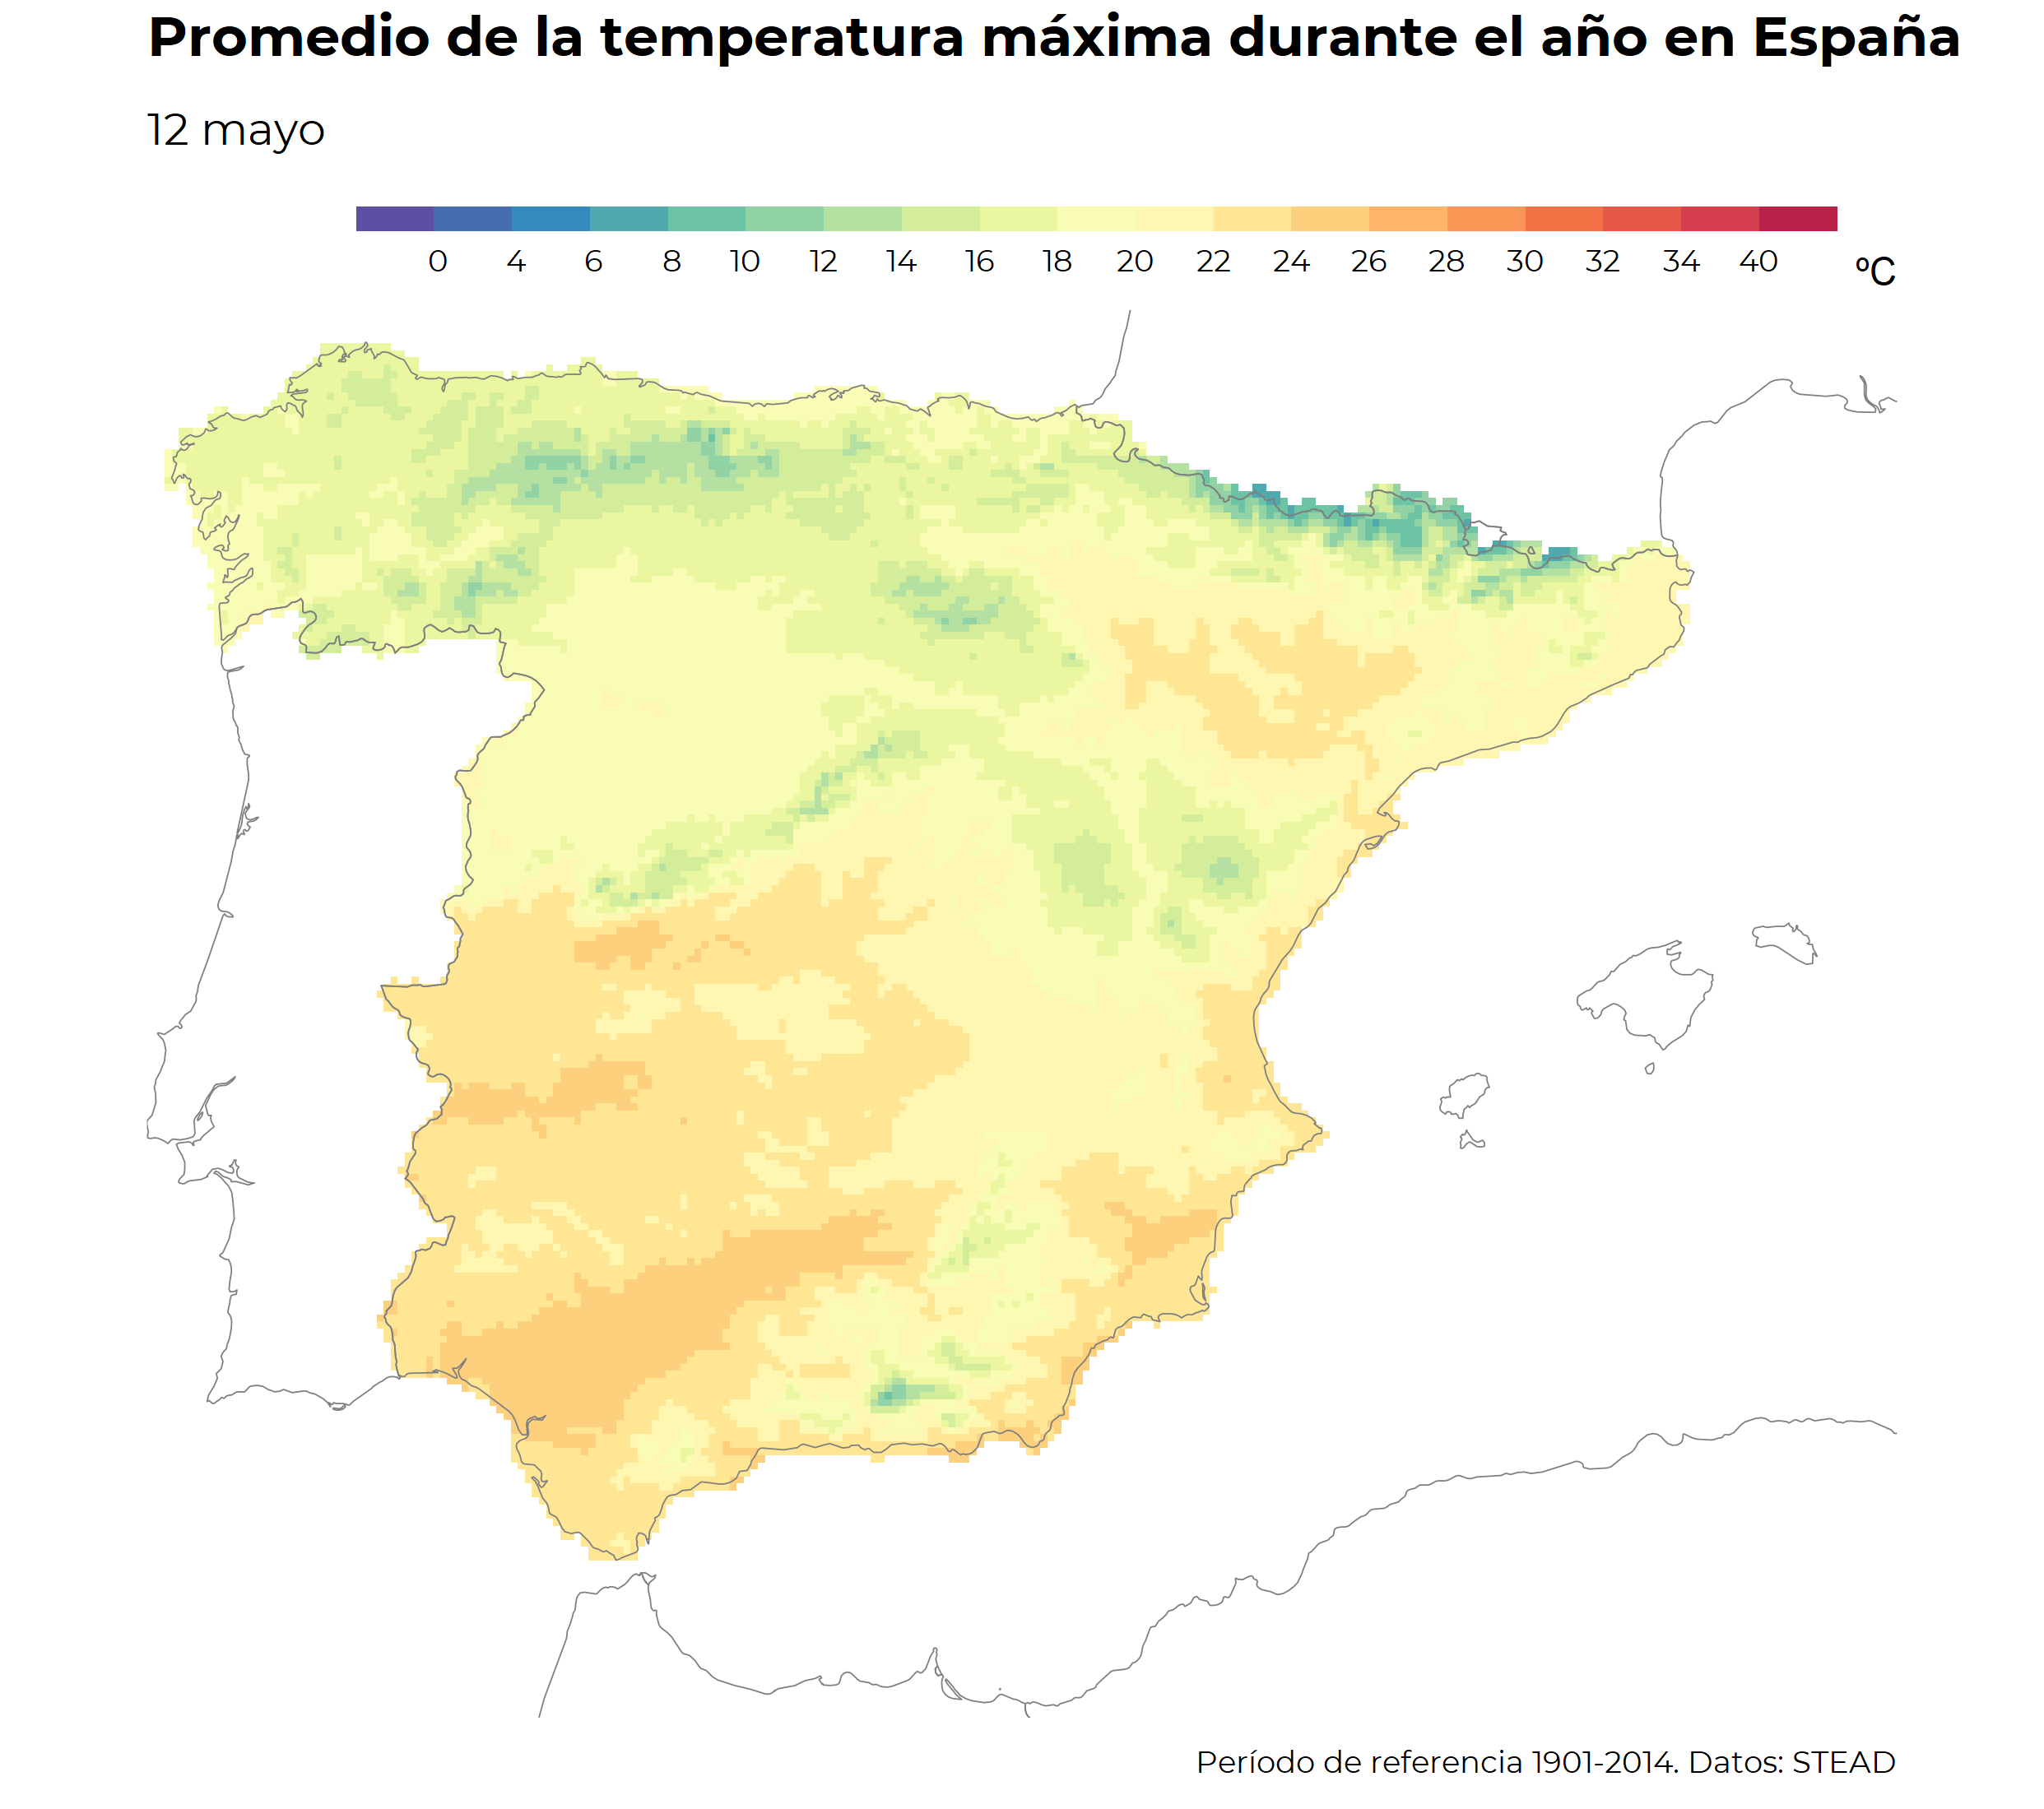 Promedio de la temperatura máxima durante el año en España
12 mayo
0 4 6 8 10 12 14 16 18 20 22 24 26 28 30 32 34 40 ºC
Período de referencia 1901-2014. Datos: STEAD